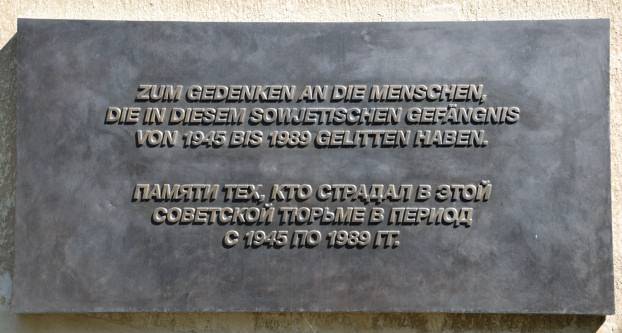 ZUM GEDENKEN AN DIE MENSCHEN,
DIE IN DIESEM SOWJETISCHEN GEFÄNGNIS
VON 1945 BIS 1989 GELITTEN HABEN.
ПАМЯТИ ТЕХ, КТО СТРАДАЛ В ЭТОЙ
СОВЕТСКОЙ ТЮРЬМЕ В ПЕРИОД
С 1945 ПО 1989 ГГ.